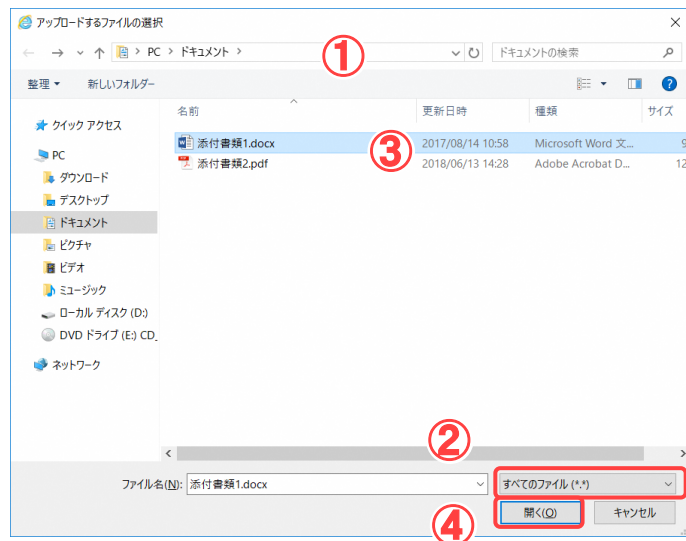 アップロードするファイルの選択
PC > ドキュメント >
①
ドキュメントの検索
整理 新しいフォルダー
名前 更新日時 種類 サイズ
クイック アクセス
PC
ダウンロード
デスクトップ
ドキュメント
ピクチャ
ビデオ
ミュージック
ローカル ディスク (D:)
DVD ドライブ (E:) CD_
ネットワーク
添付書類1.docx 2017/08/14 10:58 Microsoft Word 文... 9
③
添付書類2.pdf 2018/06/13 14:28 Adobe Acrobat D... 12
②
ファイル名(N): 添付書類1.docx すべてのファイル (*.*)
④
開く(O) キャンセル